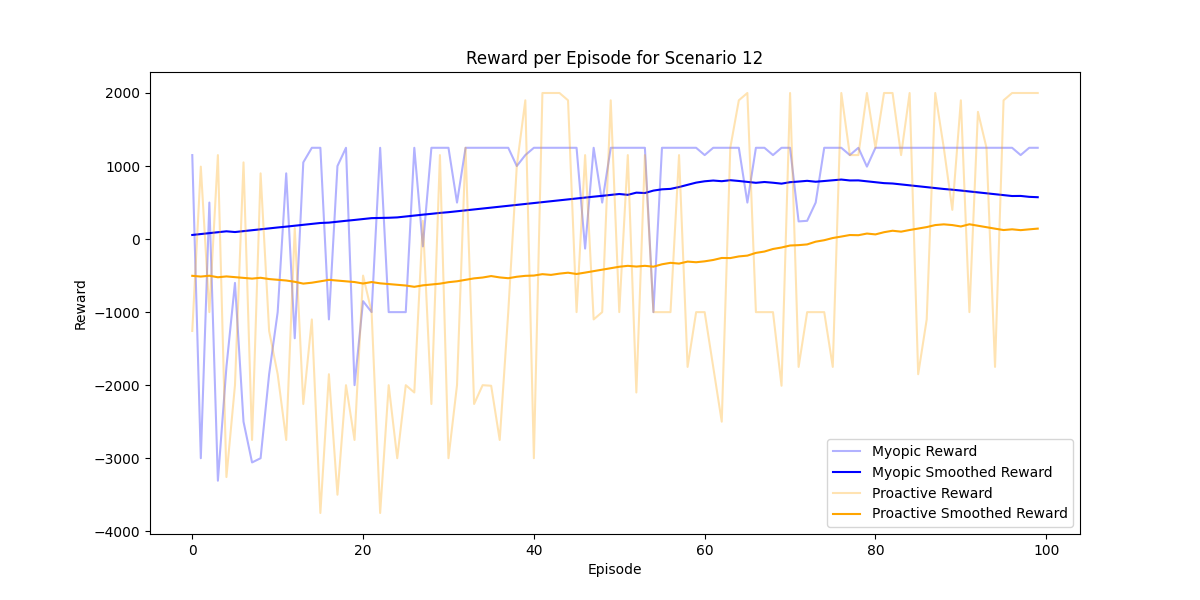 Reward per Episode for Scenario 12
2000
1000
0
−1000
−2000
−3000
−4000
Reward
0 20 40 60 80 100
Episode
Myopic Reward
Myopic Smoothed Reward
Proactive Reward
Proactive Smoothed Reward